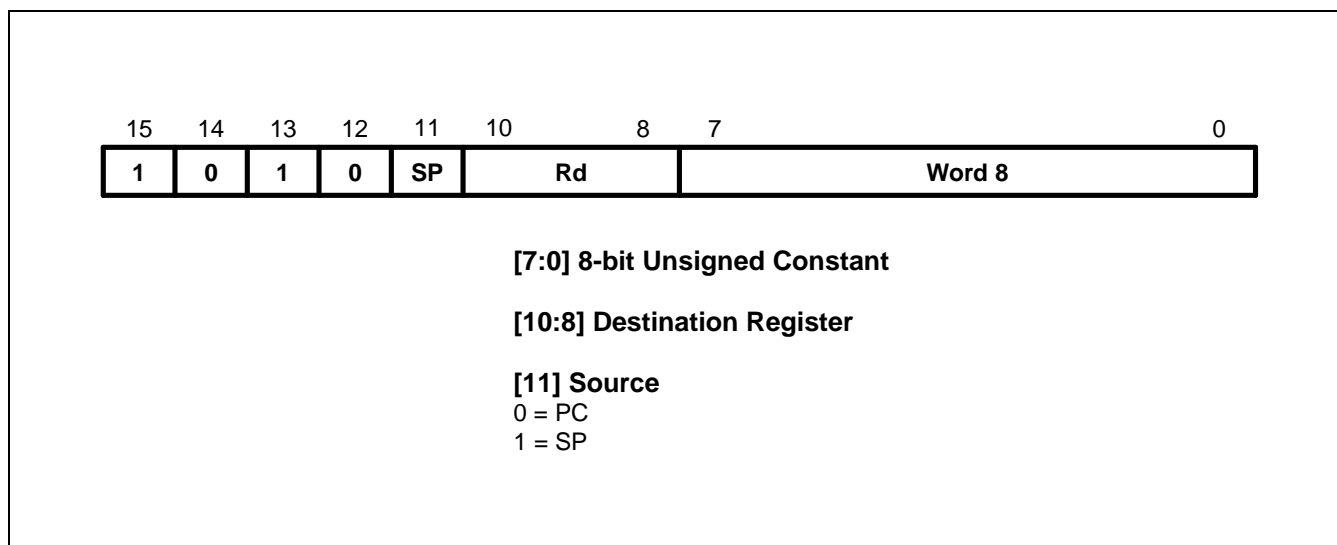 15 14 13 12 11 10 8 7 0
1 0 1 0 SP Rd Word 8
[7:0] 8-bit Unsigned Constant
[10:8] Destination Register
[11] Source
0 = PC
1 = SP